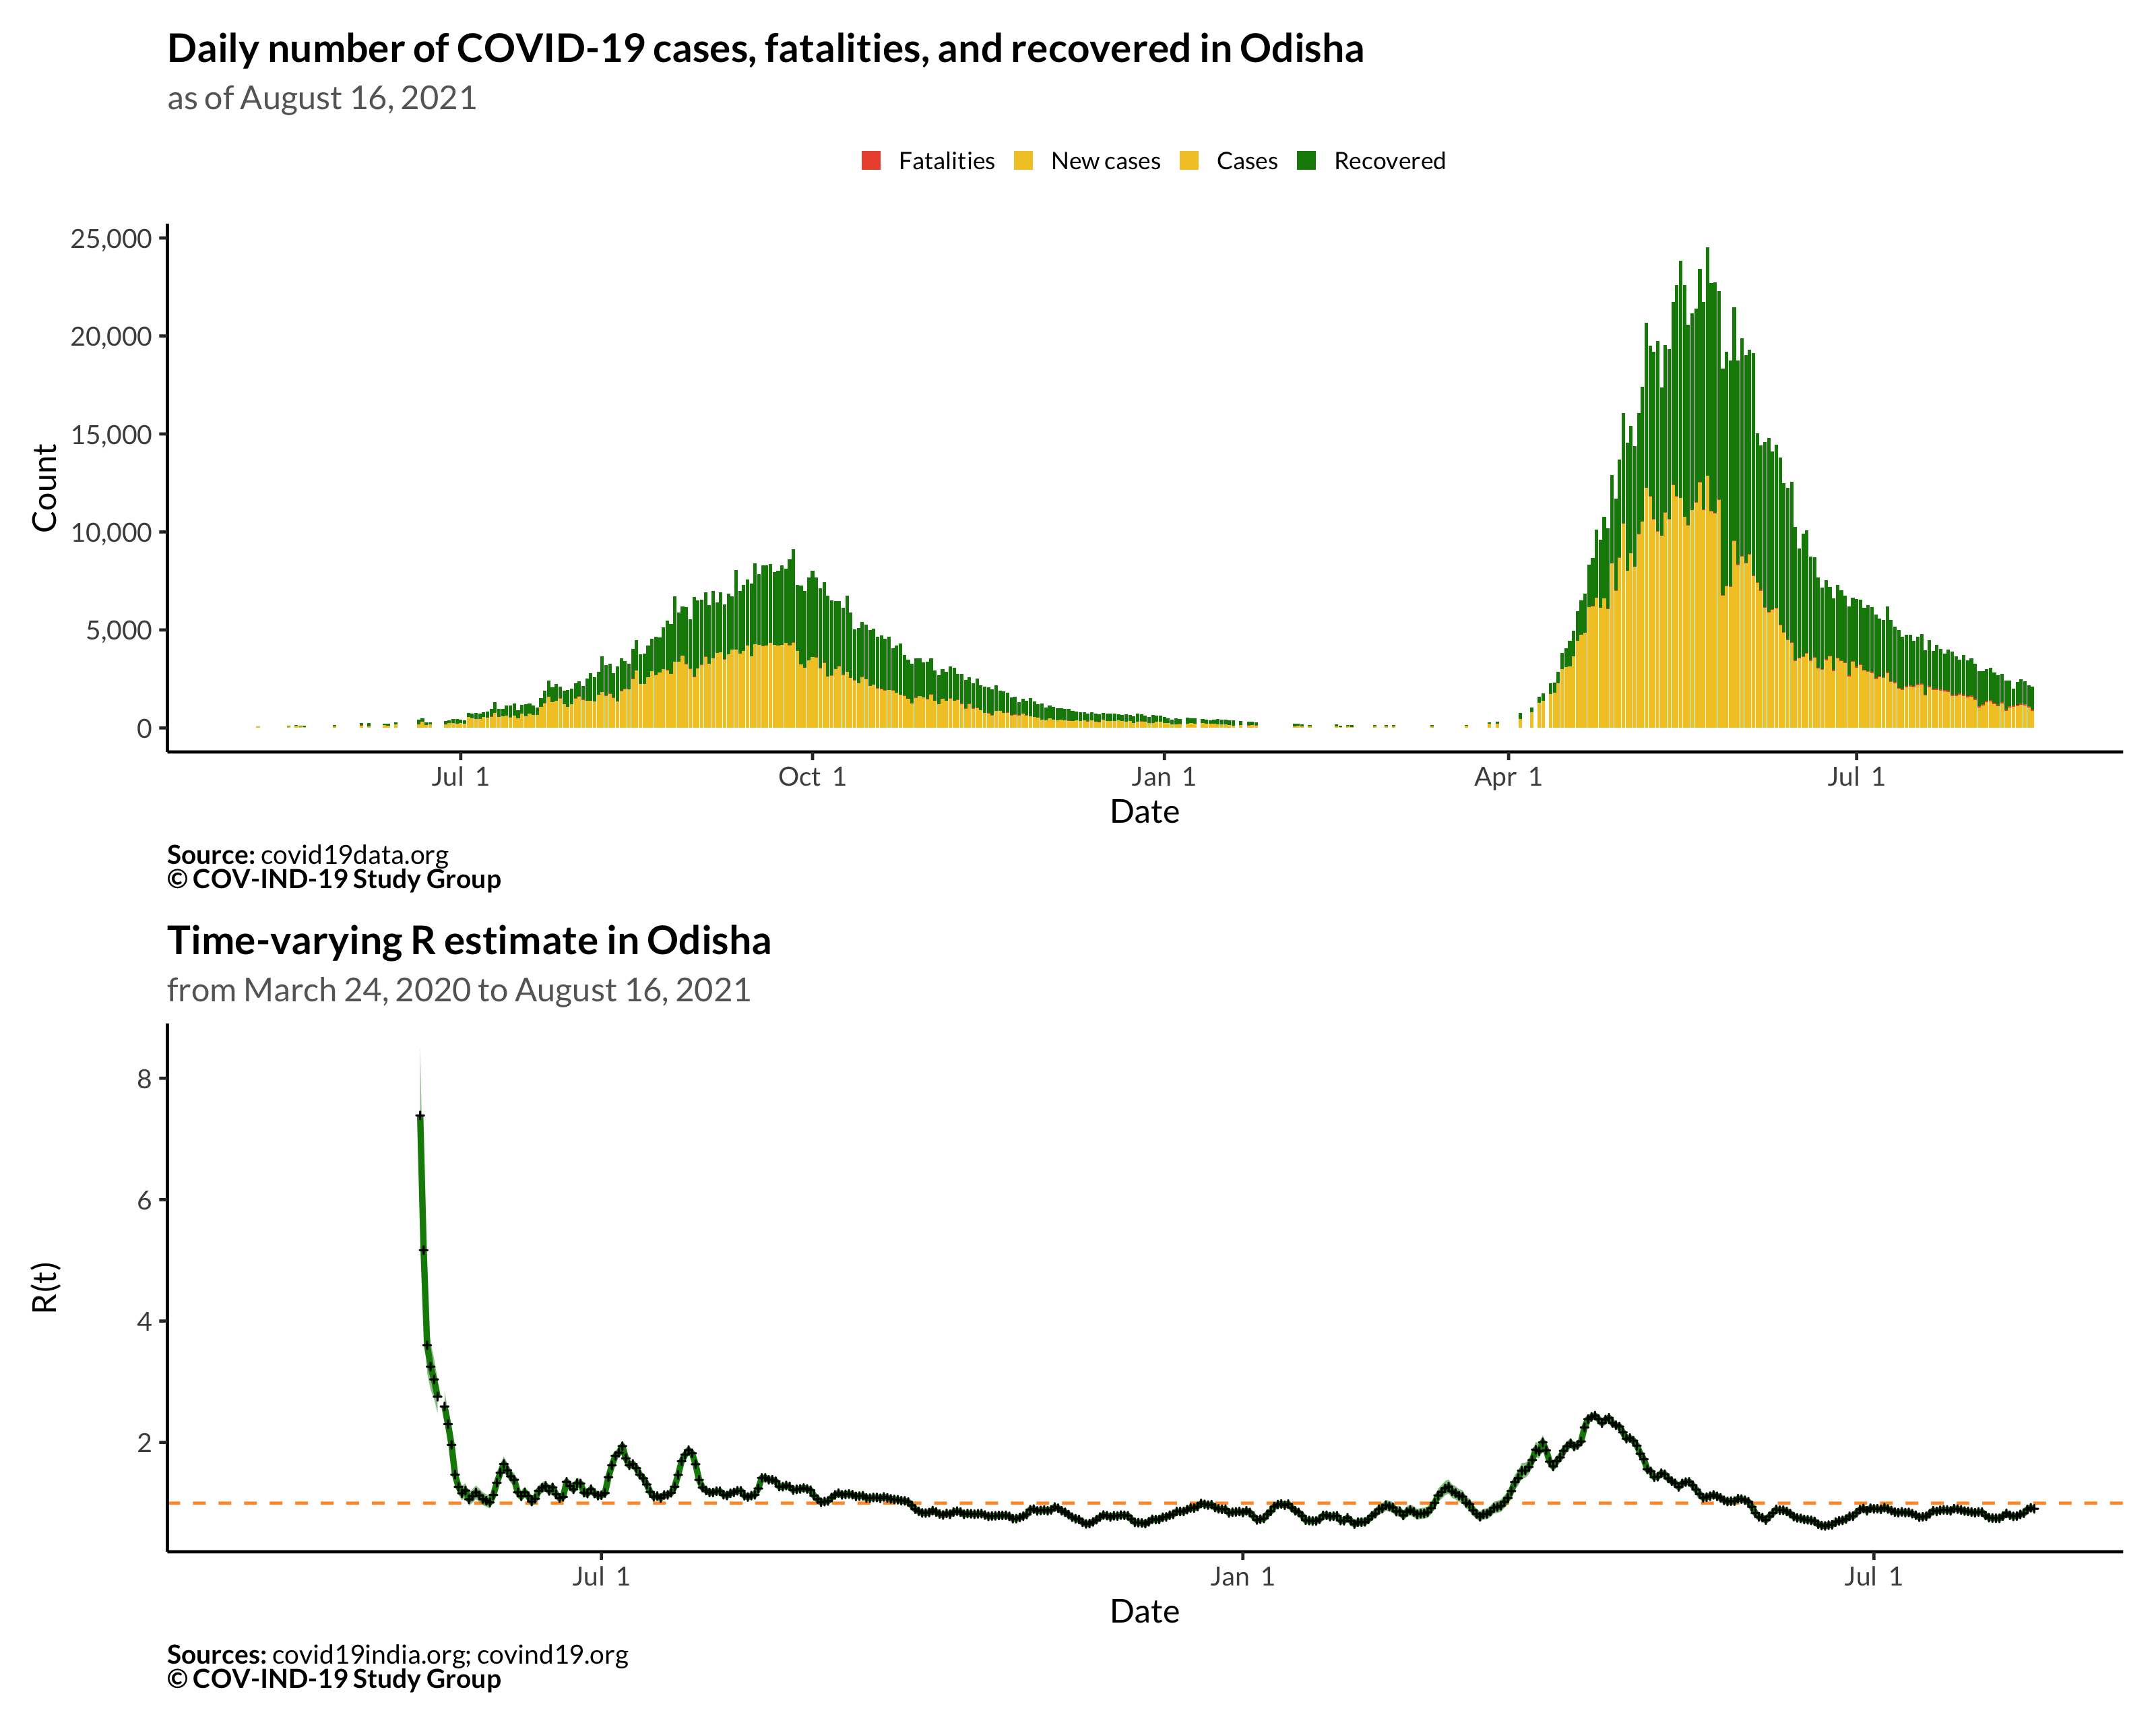 Daily number of COVID-19 cases, fatalities, and recovered in Odisha
as of August 16, 2021
Fatalities New cases Cases Recovered
25,000
20,000
15,000
10,000
5,000
0
Count
Jul 1 Oct 1 Jan 1 Apr 1 Jul 1
Date
Source: covid19data.org
© COV-IND-19 Study Group
Time-varying R estimate in Odisha
from March 24, 2020 to August 16, 2021
8
6
4
2
R(t)
Jul 1 Jan 1 Jul 1
Date
Sources: covid19india.org; covind19.org
© COV-IND-19 Study Group